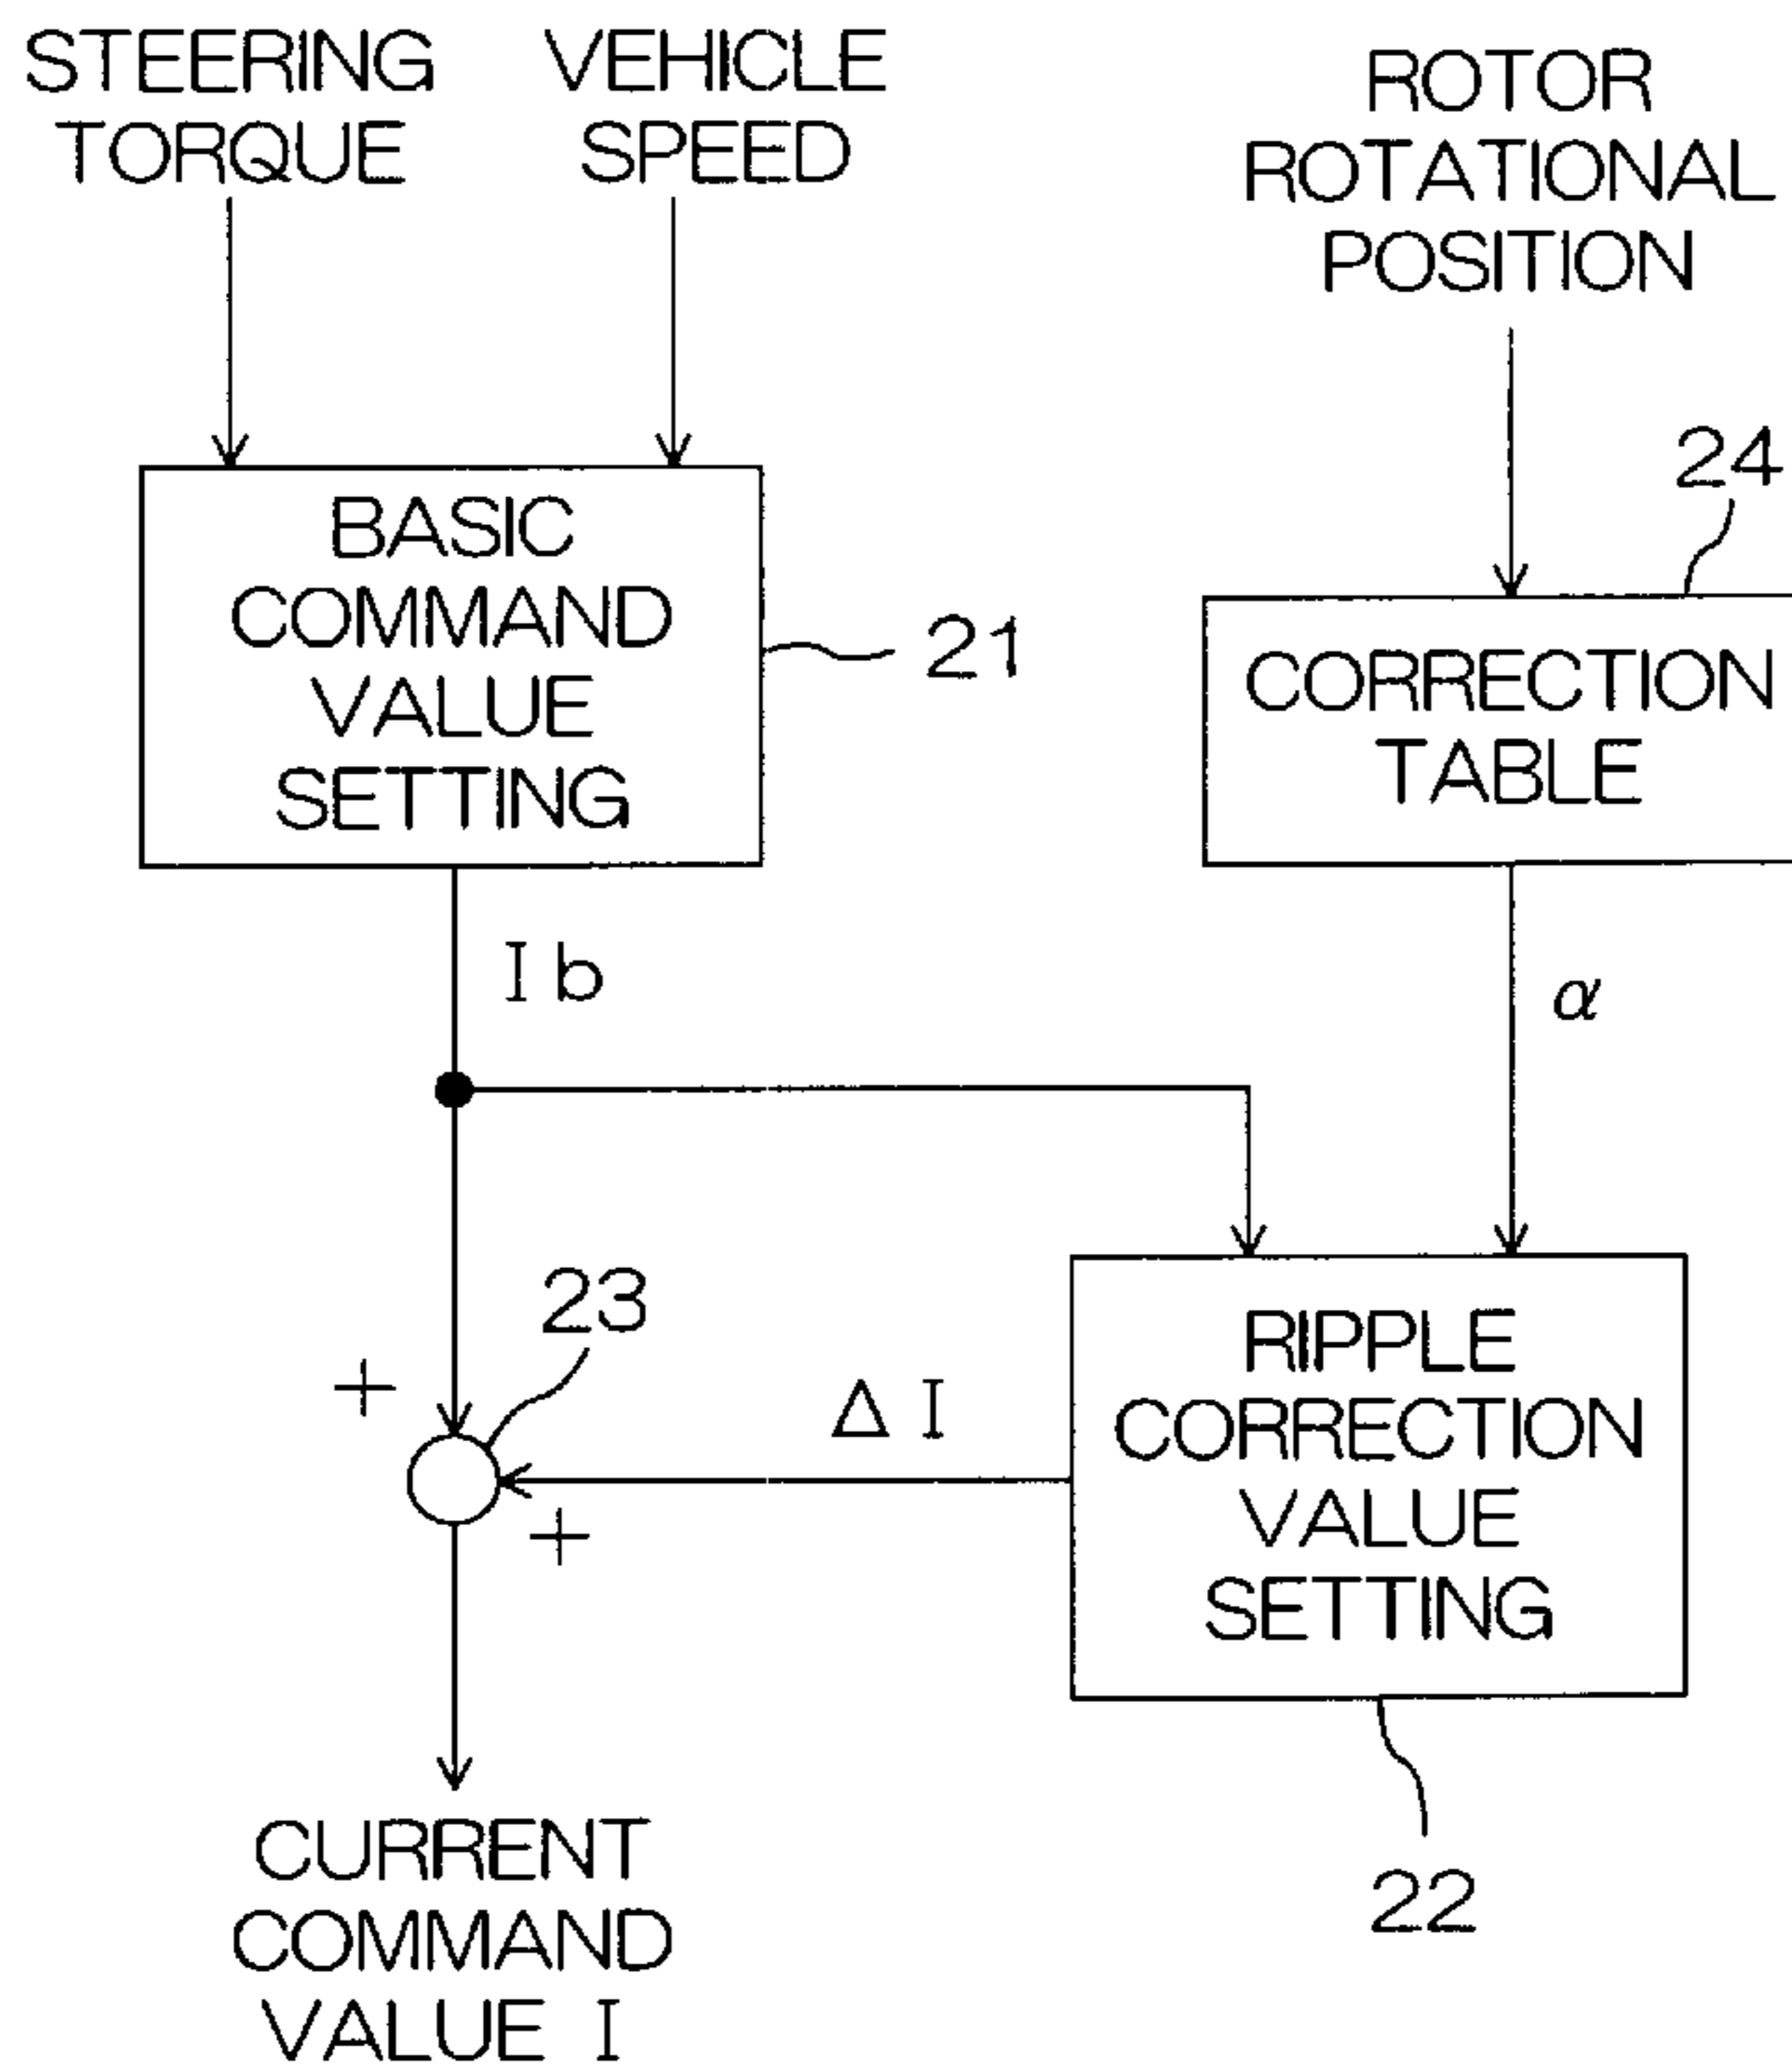 STEERING
TORQUE
VEHICLE
SPEED
ROTOR
ROTATIONAL
POSITION
24
BASIC
COMMAND
VALUE
SETTING
21
CORRECTION
TABLE
Ib
α
23
+
ΔI
+
RIPPLE
CORRECTION
VALUE
SETTING
22
CURRENT
COMMAND
VALUE I